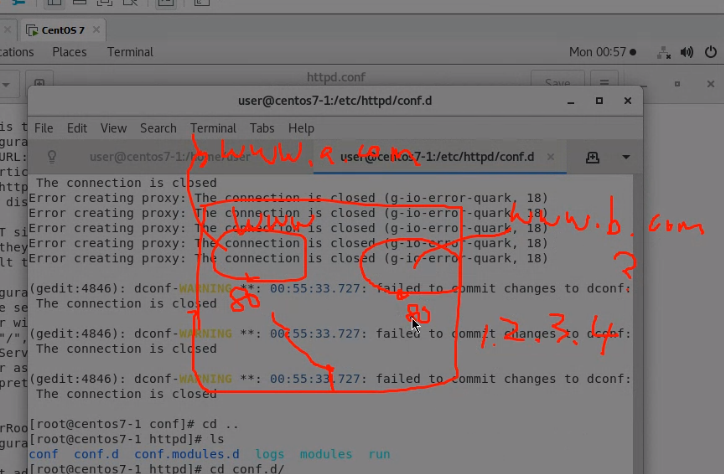 CentOS 7
ations Places Terminal Mon 00:57
httpd.conf Save
user@centos7-1:/etc/httpd/conf.d
File Edit View Search Terminal Tabs Help
user@centos7-1:/home/user user@centos7-1:/etc/httpd/conf.d
www.a.com
The connection is closed
Error creating proxy: The connection is closed (g-io-error-quark, 18)
Error creating proxy: The connection is closed (g-io-error-quark, 18)
Error creating proxy: The connection is closed (g-io-error-quark, 18)
Error creating proxy: The connection is closed (g-io-error-quark, 18)
Error creating proxy: The connection is closed (g-io-error-quark, 18)
www
www.b.com
?
(gedit:4846): dconf-WARNING **: 00:55:33.727: failed to commit changes to dconf:
The connection is closed
80
80
1.2.3.4
(gedit:4846): dconf-WARNING **: 00:55:33.727: failed to commit changes to dconf:
The connection is closed
(gedit:4846): dconf-WARNING **: 00:55:33.727: failed to commit changes to dconf:
The connection is closed
[root@centos7-1 conf]# cd ..
[root@centos7-1 httpd]# ls
conf conf.d conf.modules.d logs modules run
[root@centos7-1 httpd]# cd conf.d/